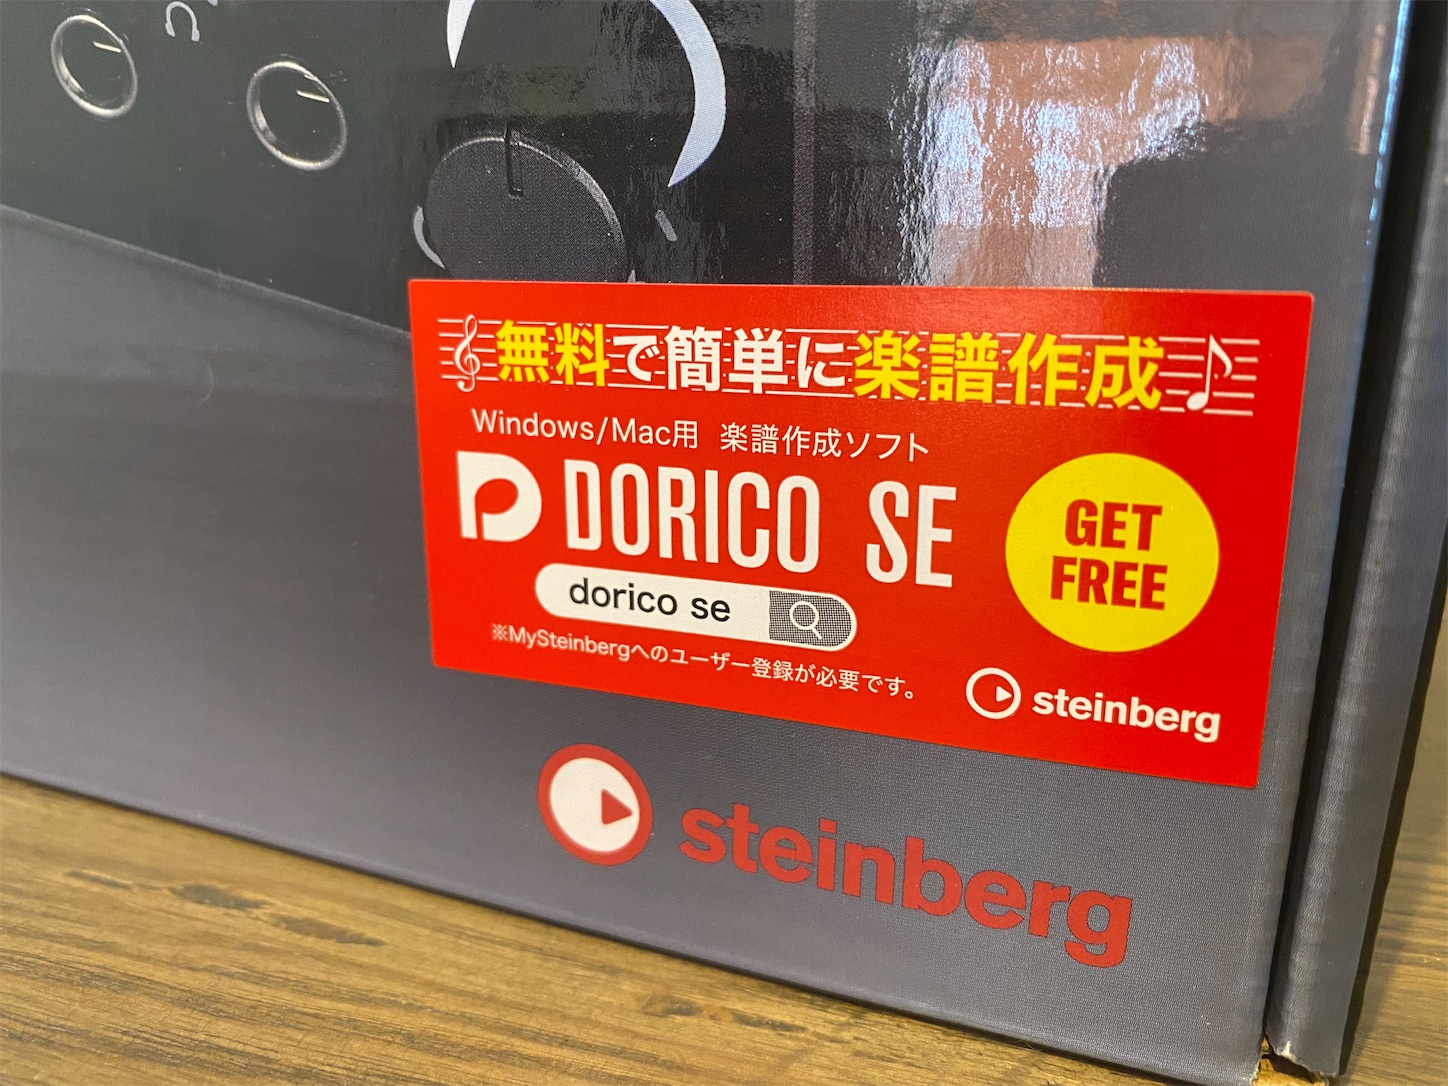 無料で簡単に楽譜作成
Windows/Mac用 楽譜作成ソフト
DORICO SE
dorico se
GET
FREE
※MySteinbergへのユーザー登録が必要です。
steinberg
steinberg